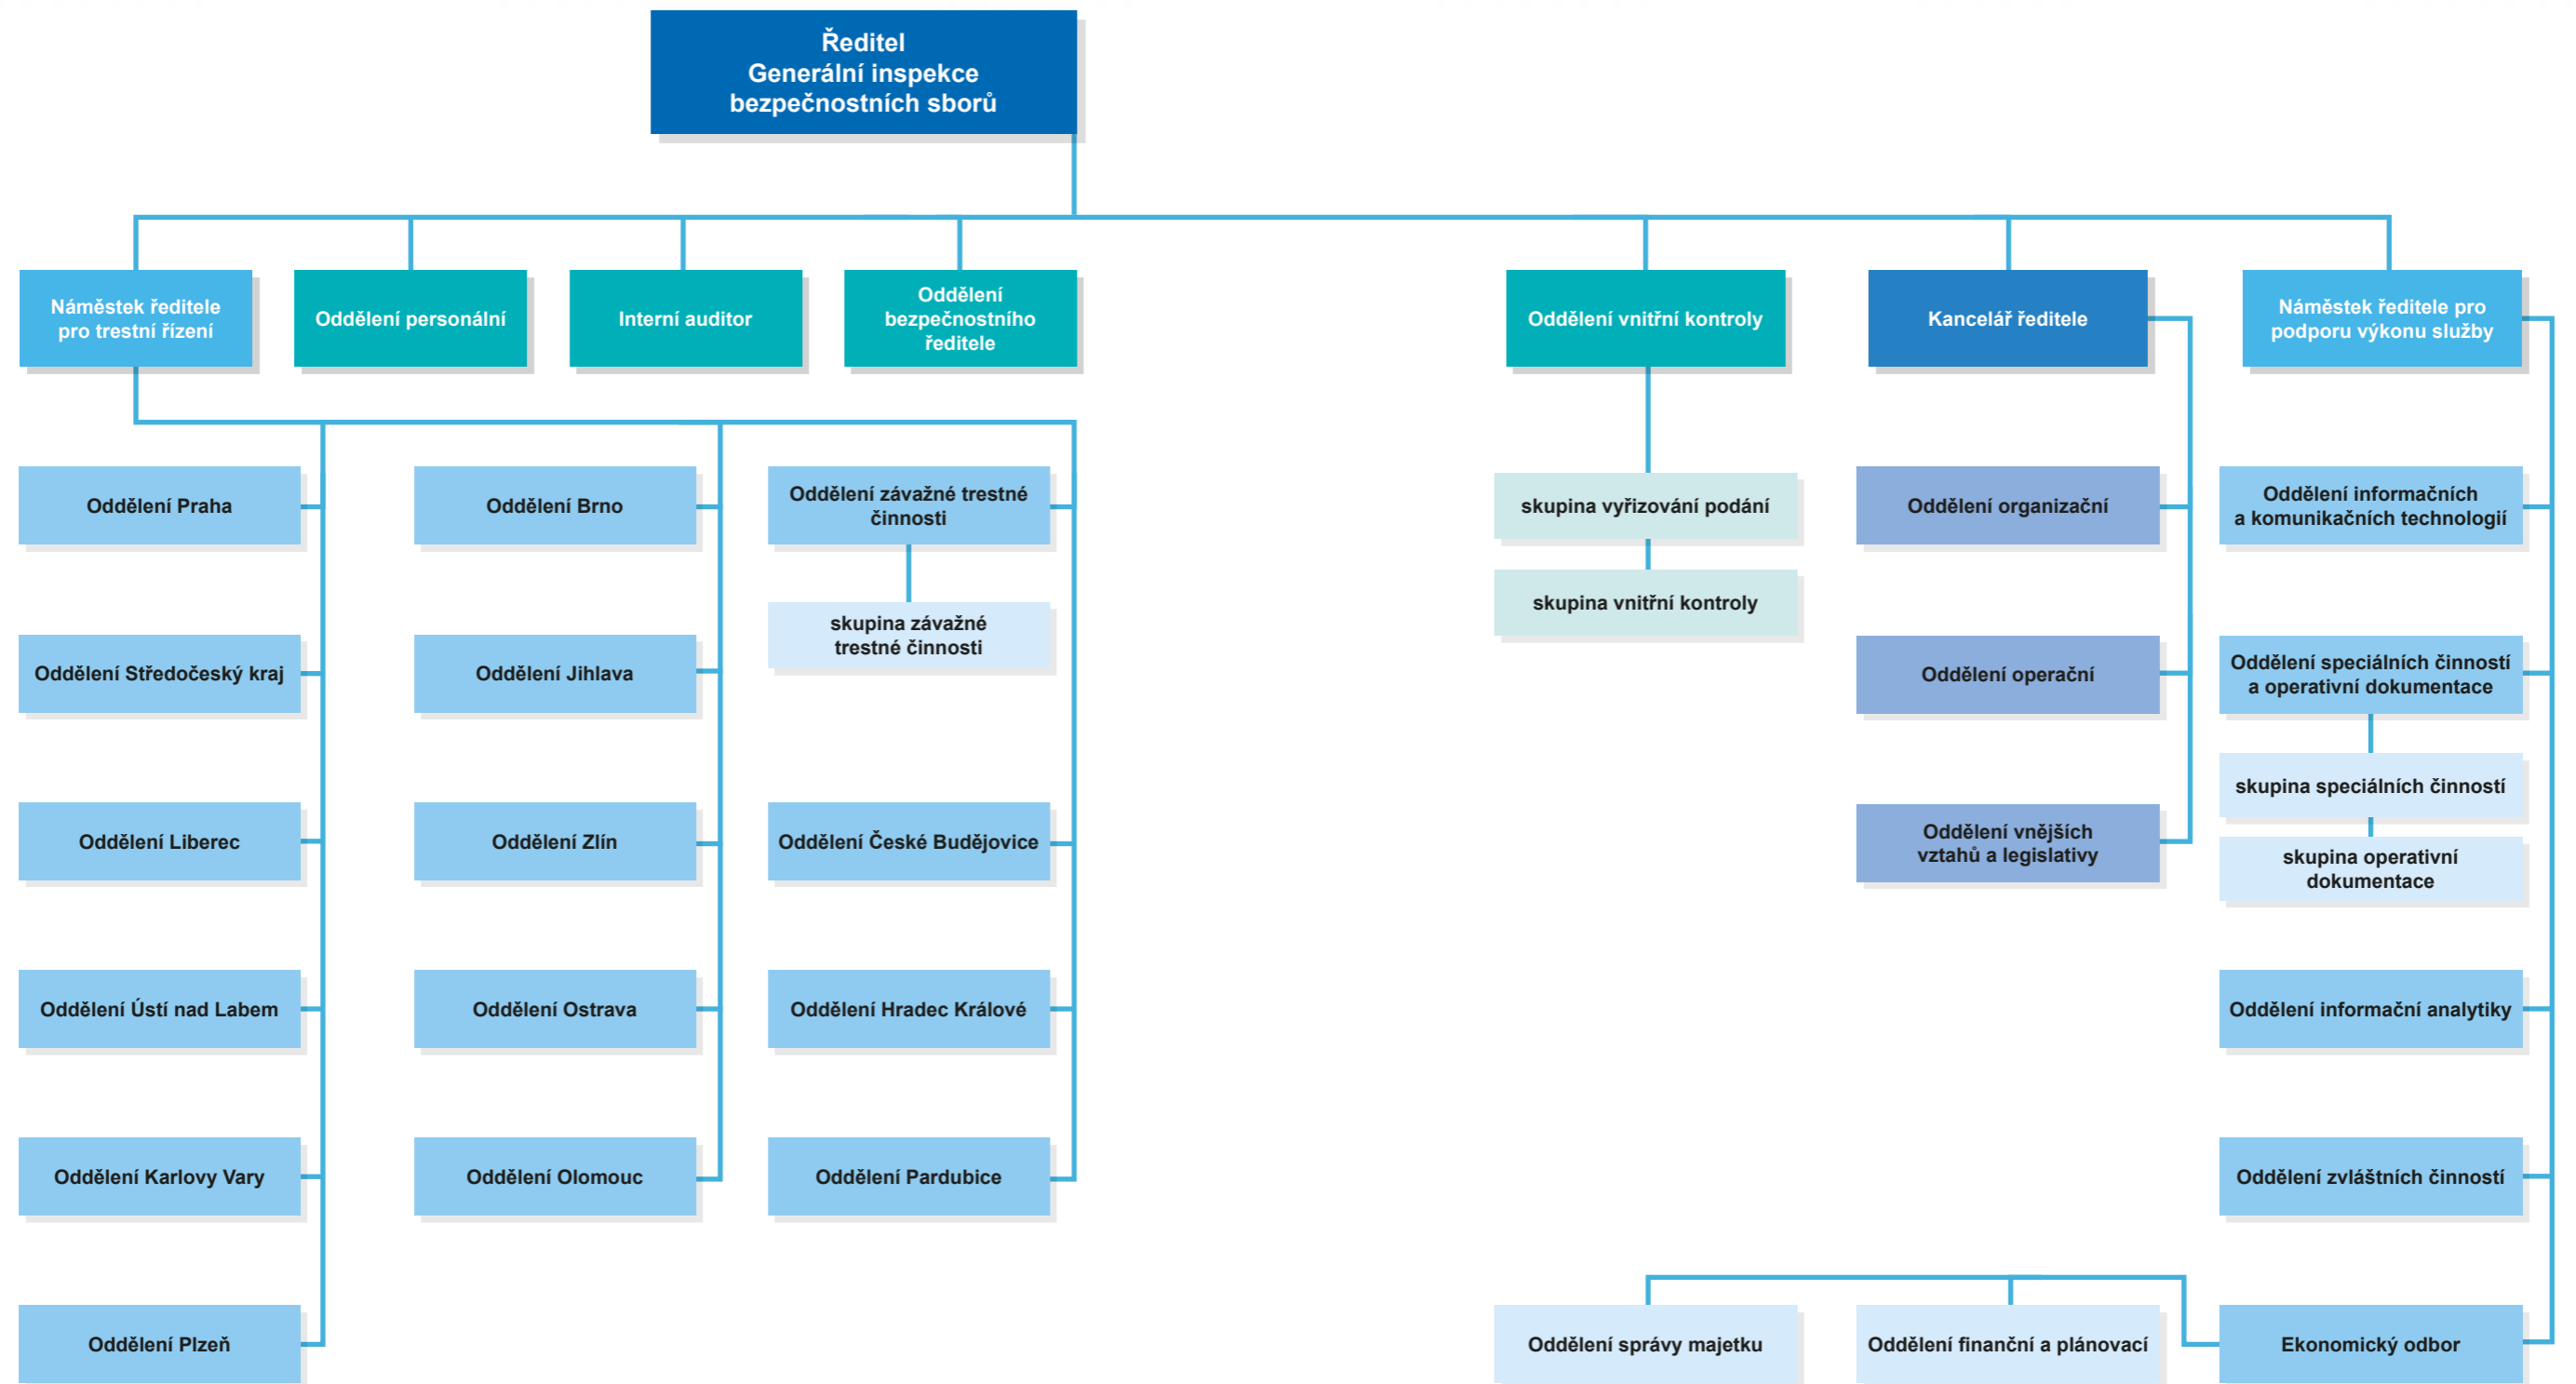 Ředitel
Generální inspekce
bezpečnostních sborů
Náměstek ředitele
pro trestní řízení
Oddělení personální
Interní auditor
Oddělení
bezpečnostního
ředitele
Oddělení vnitřní kontroly
Kancelář ředitele
Náměstek ředitele pro
podporu výkonu služby
Oddělení Praha
Oddělení Středočeský kraj
Oddělení Liberec
Oddělení Ústí nad Labem
Oddělení Karlovy Vary
Oddělení Plzeň
Oddělení Brno
Oddělení Jihlava
Oddělení Zlín
Oddělení Ostrava
Oddělení Olomouc
Oddělení závažné trestné
činnosti
skupina závažné
trestné činnosti
Oddělení České Budějovice
Oddělení Hradec Králové
Oddělení Pardubice
skupina vyřizování podání
skupina vnitřní kontroly
Oddělení organizační
Oddělení operační
Oddělení vnějších
vztahů a legislativy
Oddělení informačních
a komunikačních technologií
Oddělení speciálních činností
a operativní dokumentace
skupina speciálních činností
skupina operativní
dokumentace
Oddělení informační analytiky
Oddělení zvláštních činností
Oddělení správy majetku
Oddělení finanční a plánovací
Ekonomický odbor